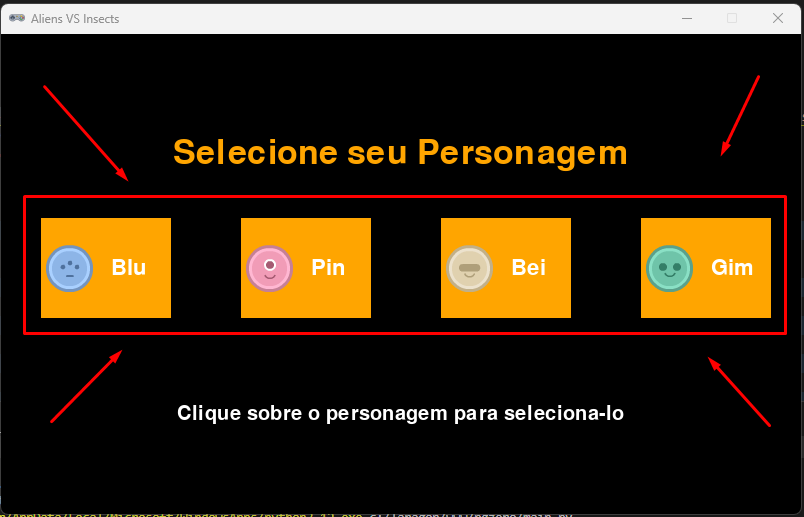 Aliens VS Insects
Selecione seu Personagem
Blu
Pin
Bei
Gim
Clique sobre o personagem para seleciona-lo